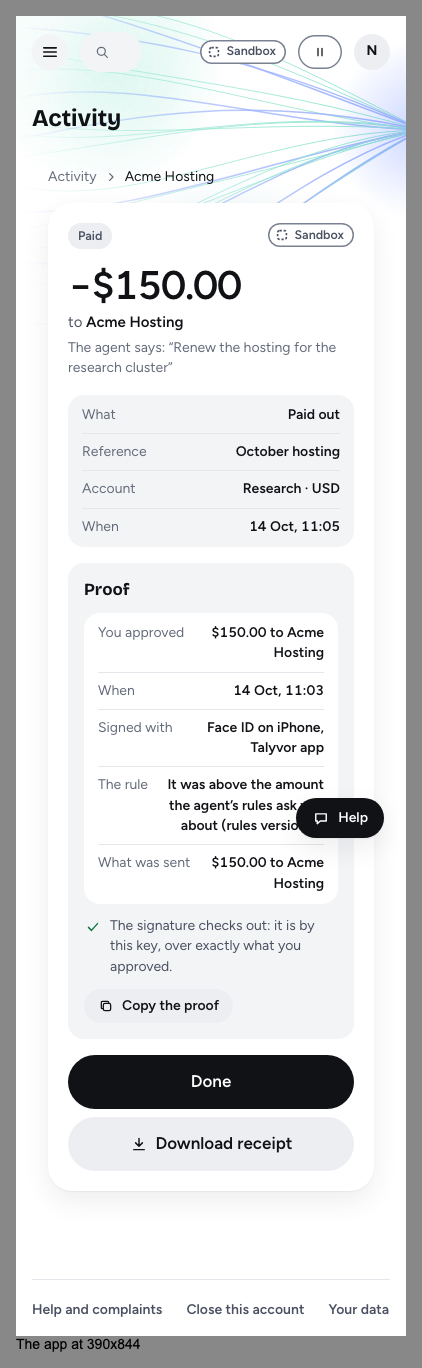 Sandbox
N
Activity
Activity > Acme Hosting
Paid
Sandbox
−$150.00
to Acme Hosting
The agent says: “Renew the hosting for the
research cluster”
What Paid out
Reference October hosting
Account Research · USD
When 14 Oct, 11:05
Proof
You approved $150.00 to Acme
Hosting
When 14 Oct, 11:03
Signed with Face ID on iPhone,
Talyvor app
The rule It was above the amount
the agent’s rules ask
about (rules
Help
What was sent $150.00 to Acme
Hosting
The signature checks out: it is by
this key, over exactly what you
approved.
Copy the proof
Done
Download receipt
Help and complaints Close this account Your data
The app at 390x844